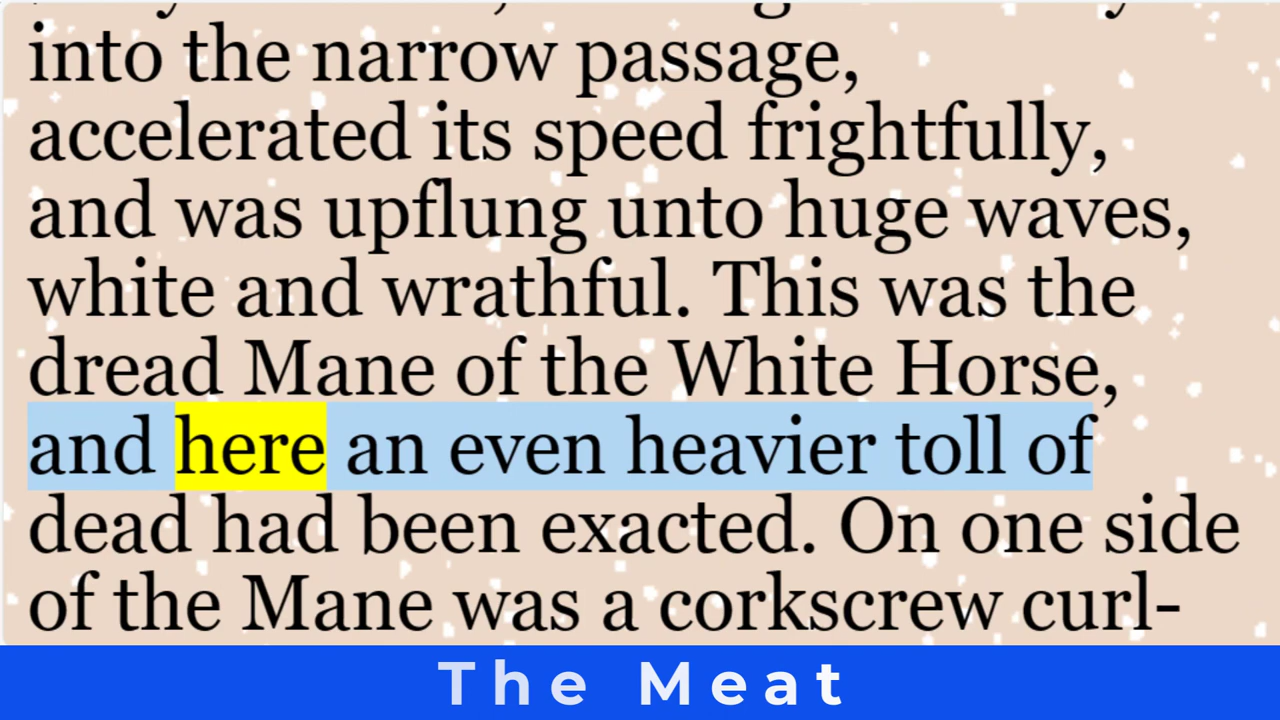 into the narrow passage,
accelerated its speed frightfully,
and was upflung unto huge waves,
white and wrathful. This was the
dread Mane of the White Horse,
and here an even heavier toll of
dead had been exacted. On one side
of the Mane was a corkscrew curl-
The Meat